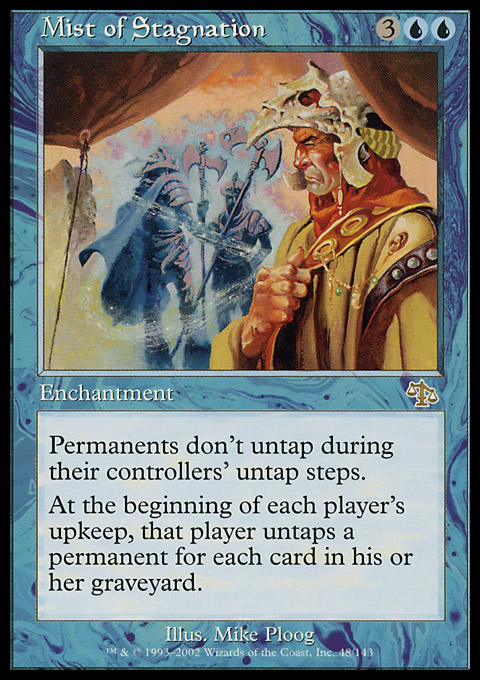 Mist of Stagnation 3
Enchantment
Permanents don't untap during
their controllers' untap steps.
At the beginning of each player's
upkeep, that player untaps a
permanent for each card in his or
her graveyard.
Illus. Mike Ploog
™ & © 1993-2002 Wizards of the Coast, Inc. 48/143